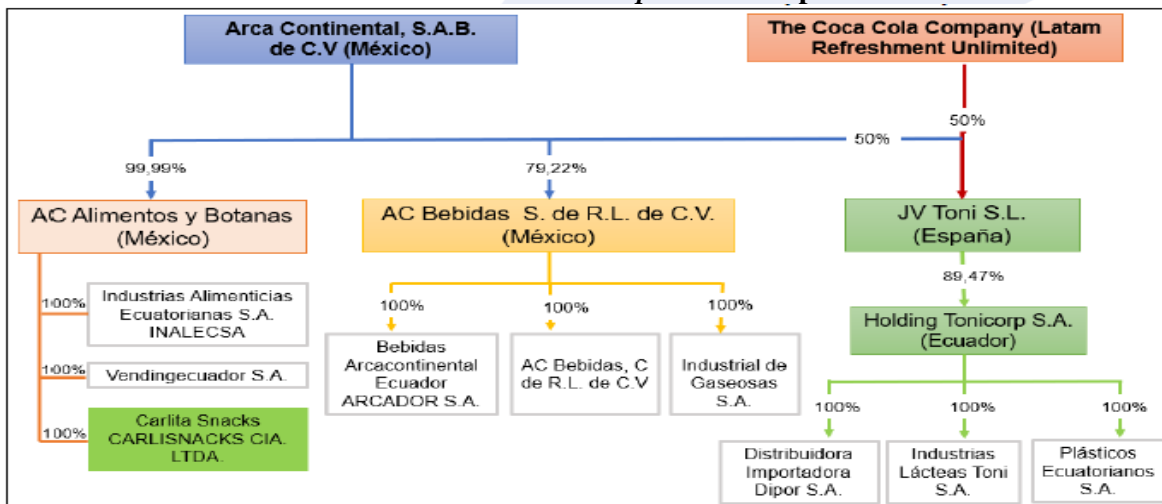 Arca Continental, S.A.B.
de C.V (México)
The Coca Cola Company (Latam
Refreshment Unlimited)
50%
50%
99,99%
79,22%
AC Alimentos y Botanas
(México)
AC Bebidas S. de R.L. de C.V.
(México)
JV Toni S.L.
(España)
89,47%
100%
Industrias Alimenticias
Ecuatorianas S.A.
INALECSA
100%
Vendingecuador S.A.
100%
Carlita Snacks
CARLISNACKS CIA.
LTDA.
100%
100%
100%
Bebidas
Arcacontinental
Ecuador
ARCADOR S.A.
AC Bebidas, C
de R.L. de C.V
Industrial de
Gaseosas
S.A.
Holding Tonicorp S.A.
(Ecuador)
100%
100%
100%
Distribuidora
Importadora
Dipor S.A.
Industrias
Lácteas Toni
S.A.
Plásticos
Ecuatorianos
S.A.